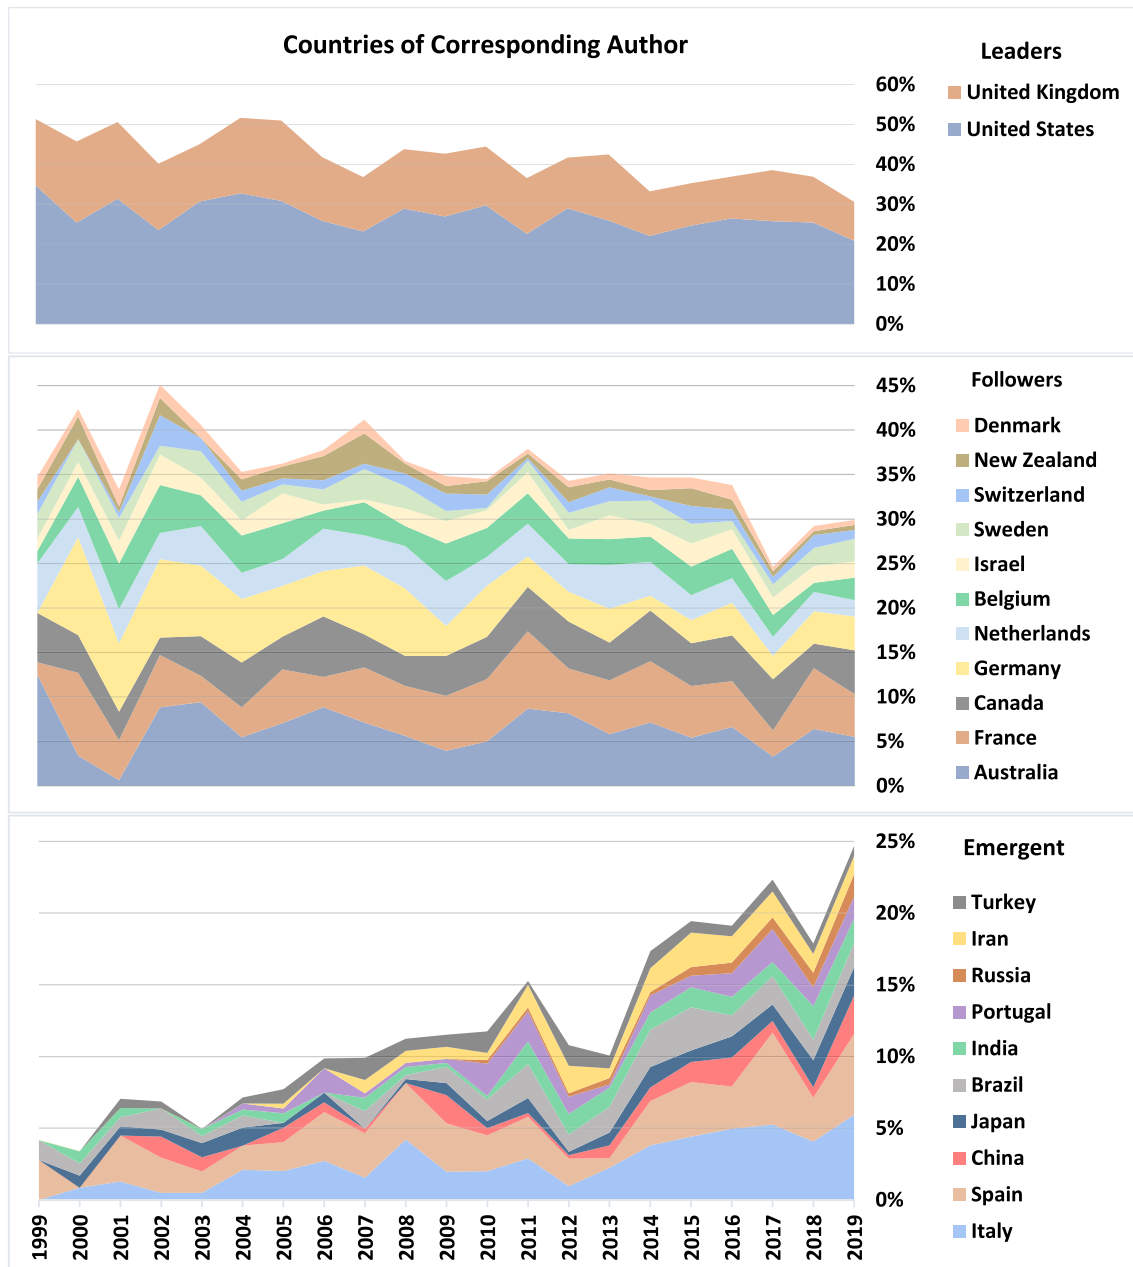 Countries of Corresponding Author
Leaders
United Kingdom
United States
60%
50%
40%
30%
20%
10%
0%
Followers
Denmark
New Zealand
Switzerland
Sweden
Israel
Belgium
Netherlands
Germany
Canada
France
Australia
45%
40%
35%
30%
25%
20%
15%
10%
5%
0%
Emergent
Turkey
Iran
Russia
Portugal
India
Brazil
Japan
China
Spain
Italy
25%
20%
15%
10%
5%
0%
1999
2000
2001
2002
2003
2004
2005
2006
2007
2008
2009
2010
2011
2012
2013
2014
2015
2016
2017
2018
2019